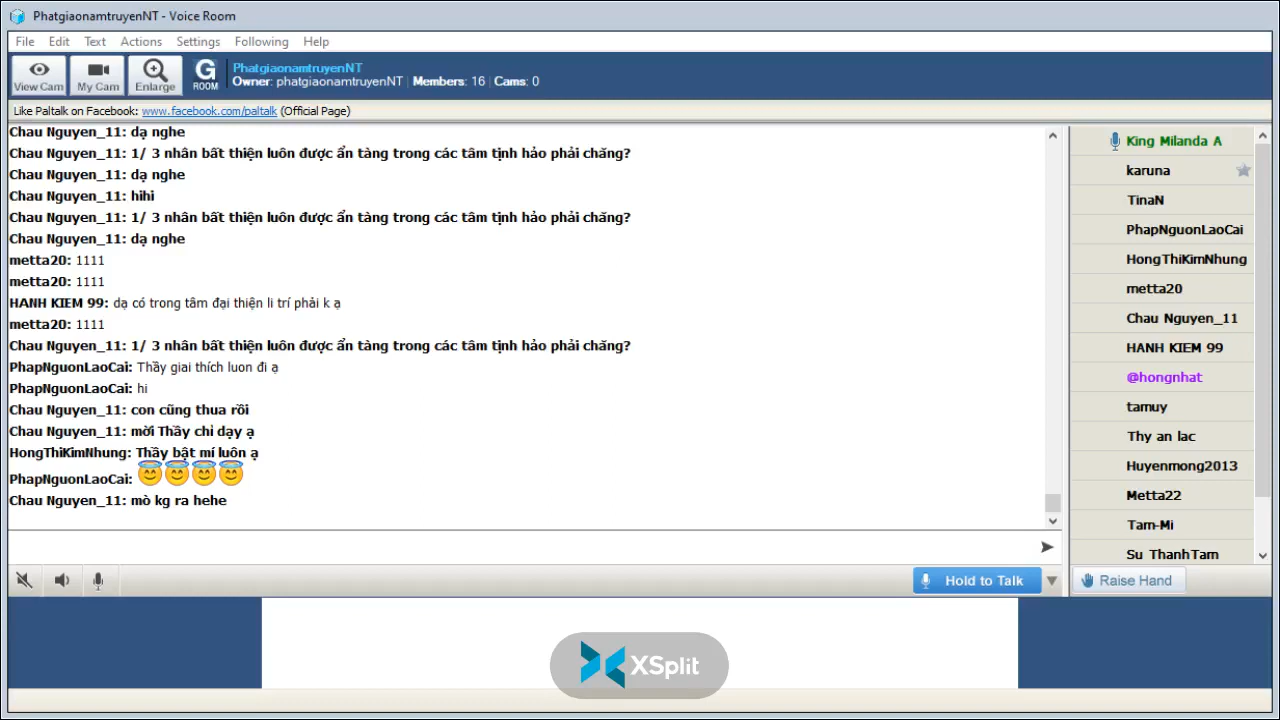 PhatgiaonamtruyenNT - Voice Room
File Edit Text Actions Settings Following Help
View Cam My Cam Enlarge G ROOM
PhatgiaonamtruyenNT
Owner: phatgiaonamtruyenNT | Members: 16 | Cams: 0
Like Paltalk on Facebook: www.facebook.com/paltalk (Official Page)
Chau Nguyen_11: dạ nghe
Chau Nguyen_11: 1/ 3 nhân bất thiện luôn được ẩn tàng trong các tâm tịnh hảo phải chăng?
Chau Nguyen_11: dạ nghe
Chau Nguyen_11: hihi
Chau Nguyen_11: 1/ 3 nhân bất thiện luôn được ẩn tàng trong các tâm tịnh hảo phải chăng?
Chau Nguyen_11: dạ nghe
metta20: 1111
metta20: 1111
HANH KIEM 99: dạ có trong tâm đại thiện li trí phải k ạ
metta20: 1111
Chau Nguyen_11: 1/ 3 nhân bất thiện luôn được ẩn tàng trong các tâm tịnh hảo phải chăng?
PhapNguonLaoCai: Thầy giai thích luon đi ạ
PhapNguonLaoCai: hi
Chau Nguyen_11: con cũng thua rồi
Chau Nguyen_11: mời Thầy chỉ dạy ạ
HongThiKimNhung: Thầy bật mí luôn ạ
PhapNguonLaoCai:
Chau Nguyen_11: mò kg ra hehe
King Milanda A
karuna
TinaN
PhapNguonLaoCai
HongThiKimNhung
metta20
Chau Nguyen_11
HANH KIEM 99
@hongnhat
tamuy
Thy an lac
Huyenmong2013
Metta22
Tam-Mi
Su ThanhTam
Hold to Talk
Raise Hand
XSplit